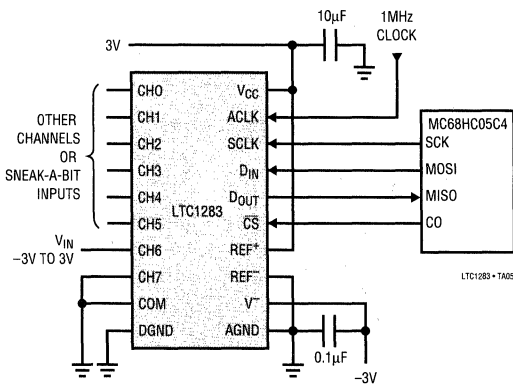 10µF
1MHz
CLOCK
3V
CH0
CH1
CH2
CH3
CH4
CH5
CH6
CH7
COM
DGND
LTC1283
VCC
ACLK
SCLK
DIN
DOUT
C̅S̅
REF+
REF–
V–
AGND
OTHER
CHANNELS
OR
SNEAK-A-BIT
INPUTS
VIN
–3V TO 3V
MC68HC05C4
SCK
MOSI
MISO
CO
LTC1283 • TA05
0.1µF
–3V